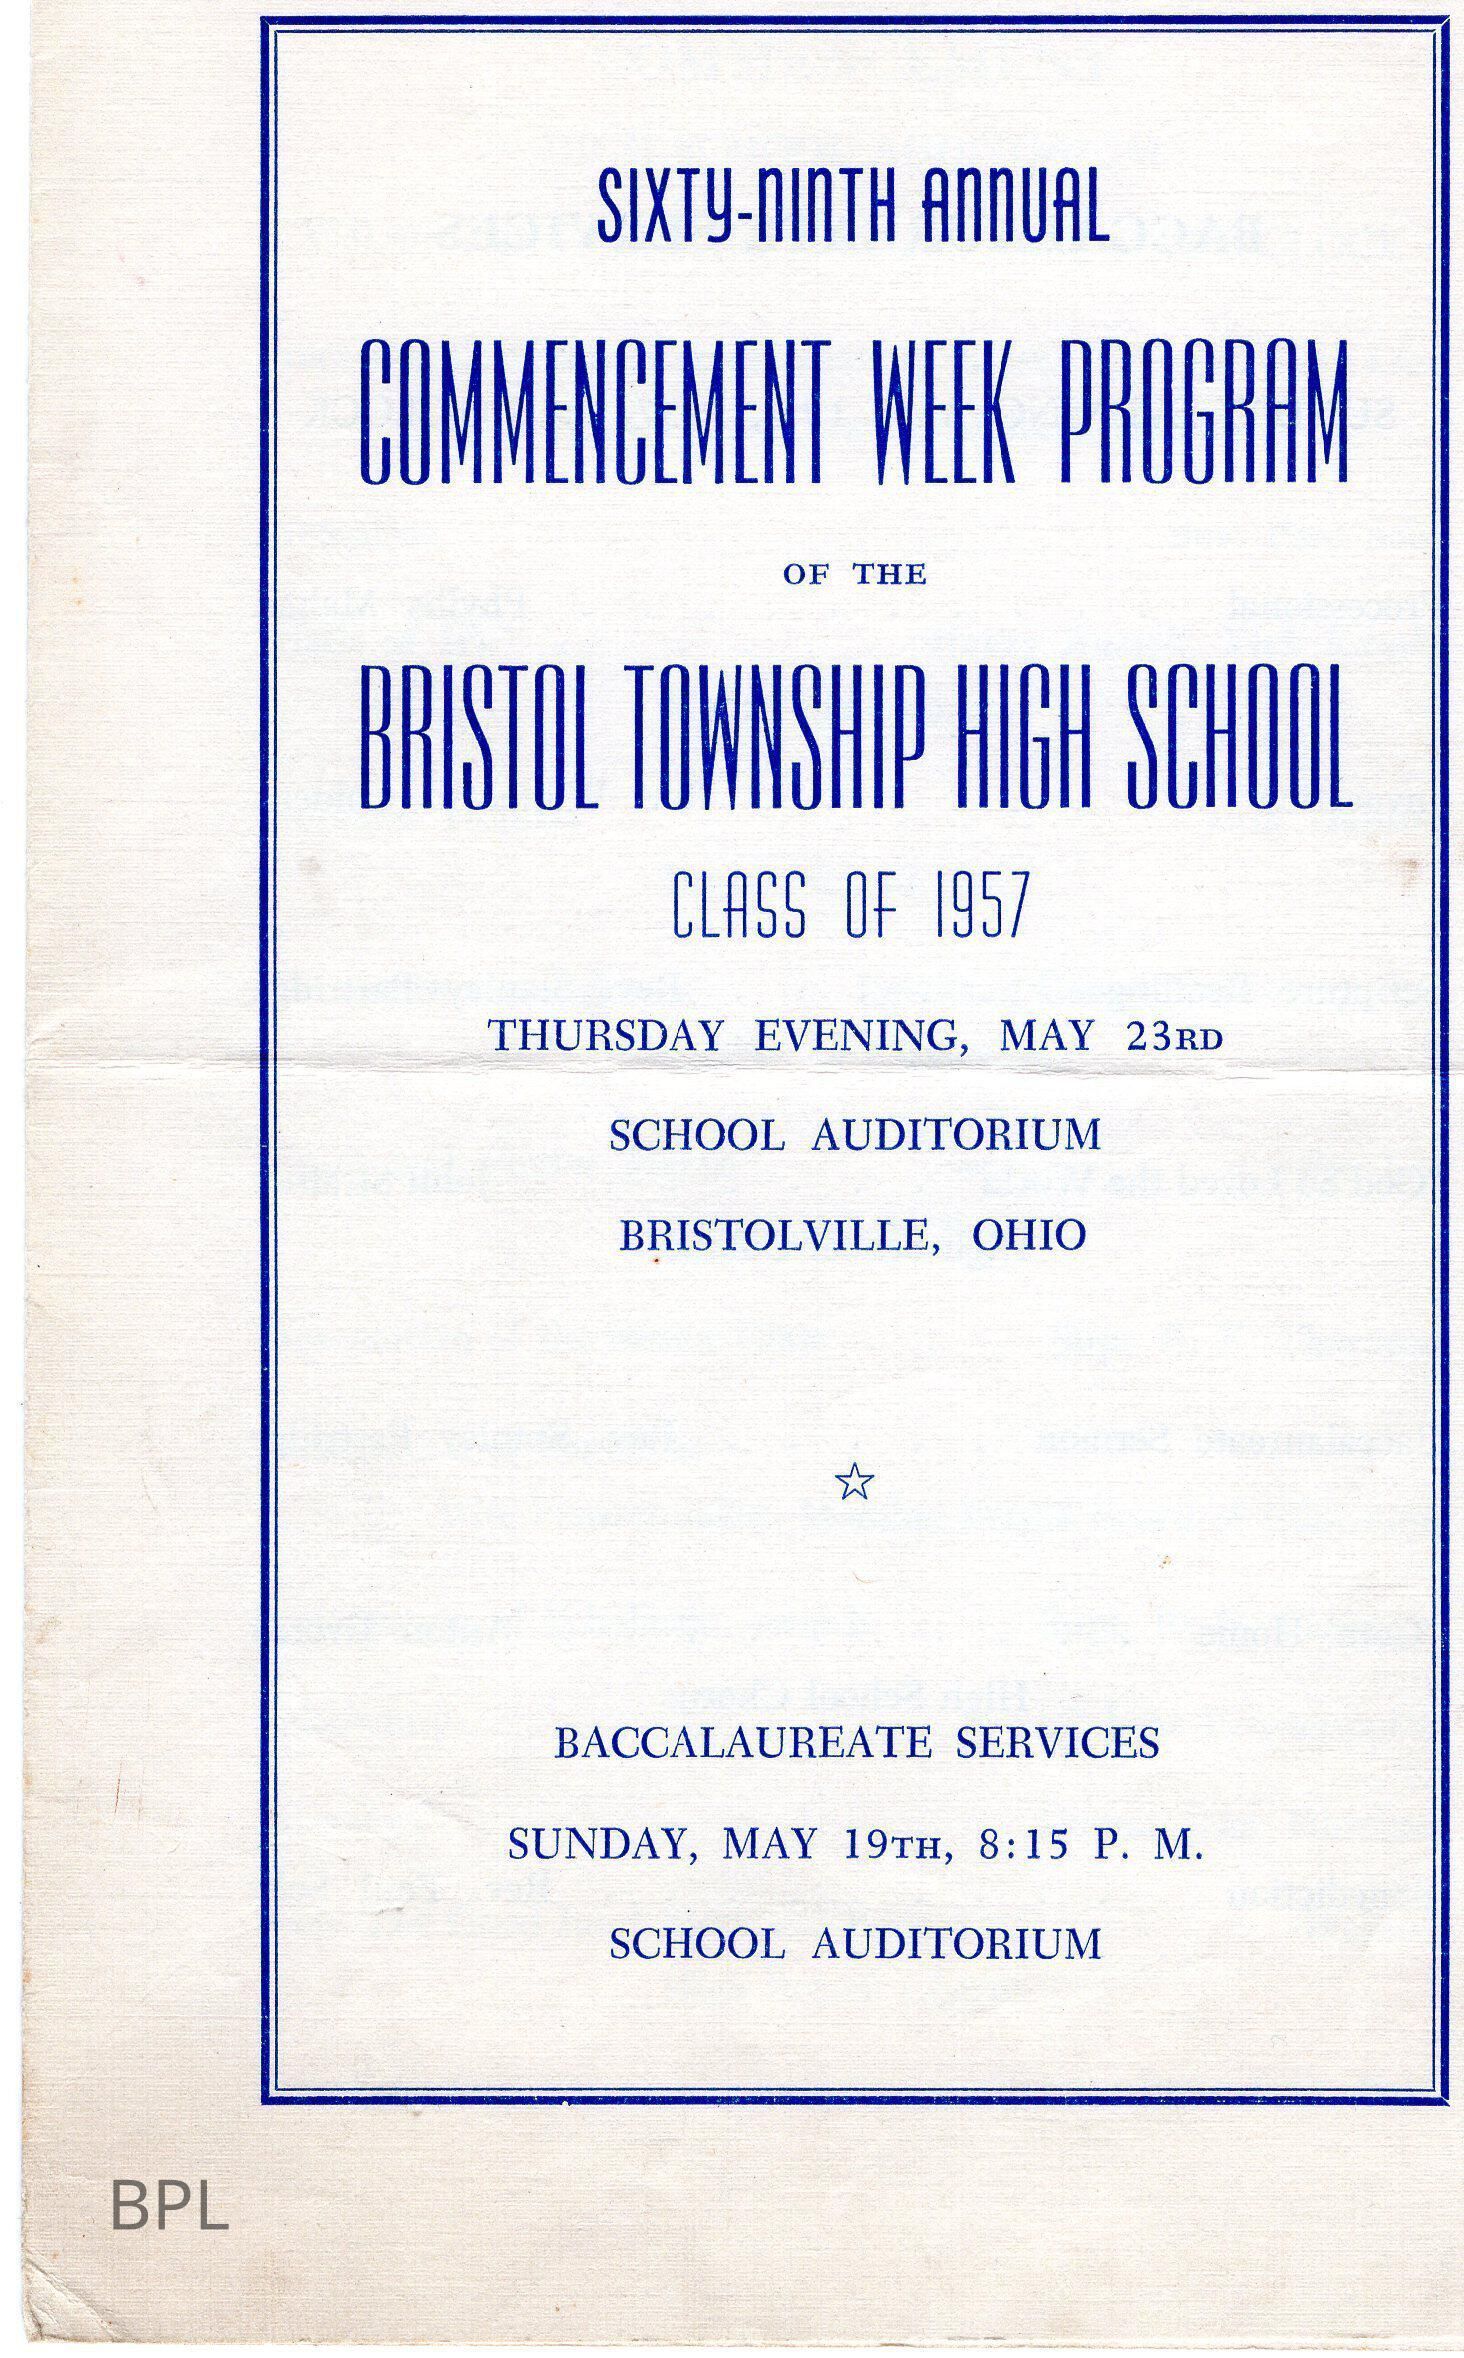 SIXTY-NINTH ANNUAL
COMMENCEMENT WEEK PROGRAM
OF THE
BRISTOL TOWNSHIP HIGH SCHOOL
CLASS OF 1957
THURSDAY EVENING, MAY 23RD
SCHOOL AUDITORIUM
BRISTOLVILLE, OHIO
BACCALAUREATE SERVICES
SUNDAY, MAY 19TH, 8:15 P. M.
SCHOOL AUDITORIUM
BPL